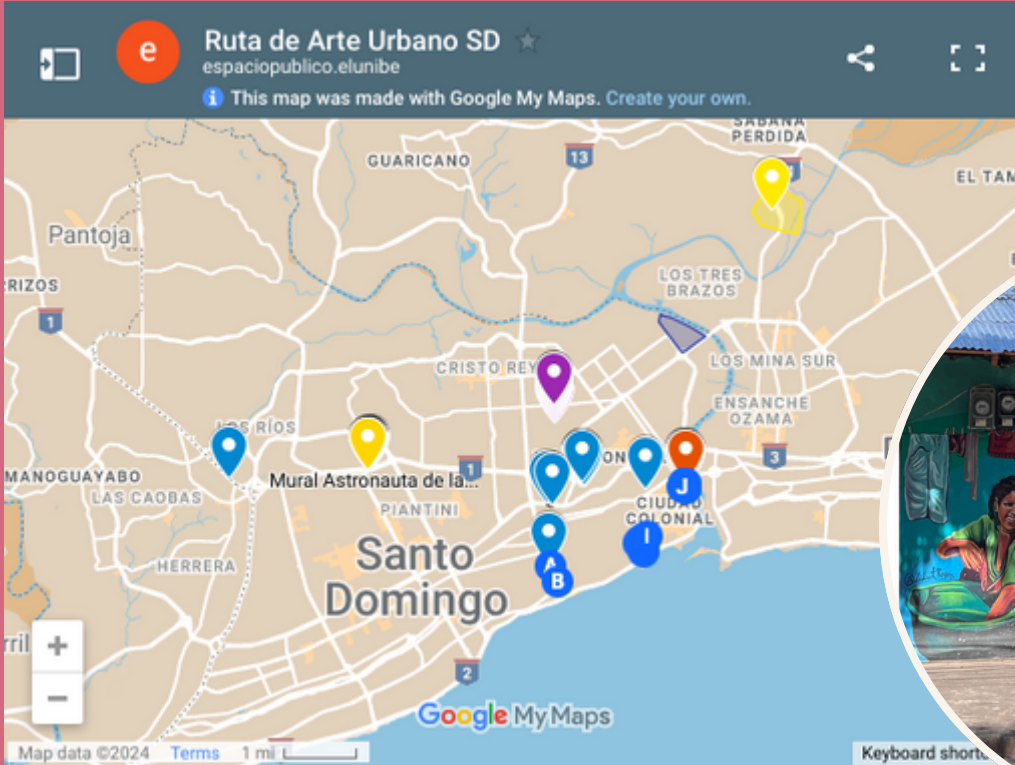 e
Ruta de Arte Urbano SD
espaciopublico.elunibe
This map was made with Google My Maps. Create your own.
SABANA
PERDIDA
GUARICANO
13
EL TAM
Pantoja
LOS TRES
BRAZOS
RRIZOS
1
CRISTO REY
LOS MINA SUR
ENSANCHE
OZAMA
LOS RÍOS
MANOGUAYABO
Mural Astronauta de la...
1
ON
3
LAS CAOBAS
J
PIANTINI
CIUDAD
COLONIAL
I
Santo
Domingo
HERRERA
A
B
rril
+
−
2
Google My Maps
Map data ©2024 Terms 1 mi
Keyboard shortc